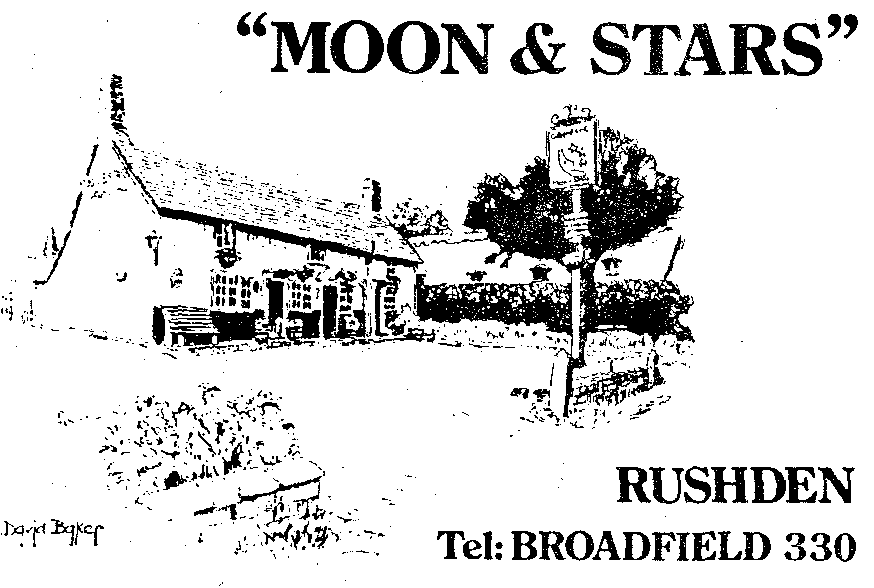 “MOON & STARS”
RUSHDEN
Tel: BROADFIELD 330
David Baker